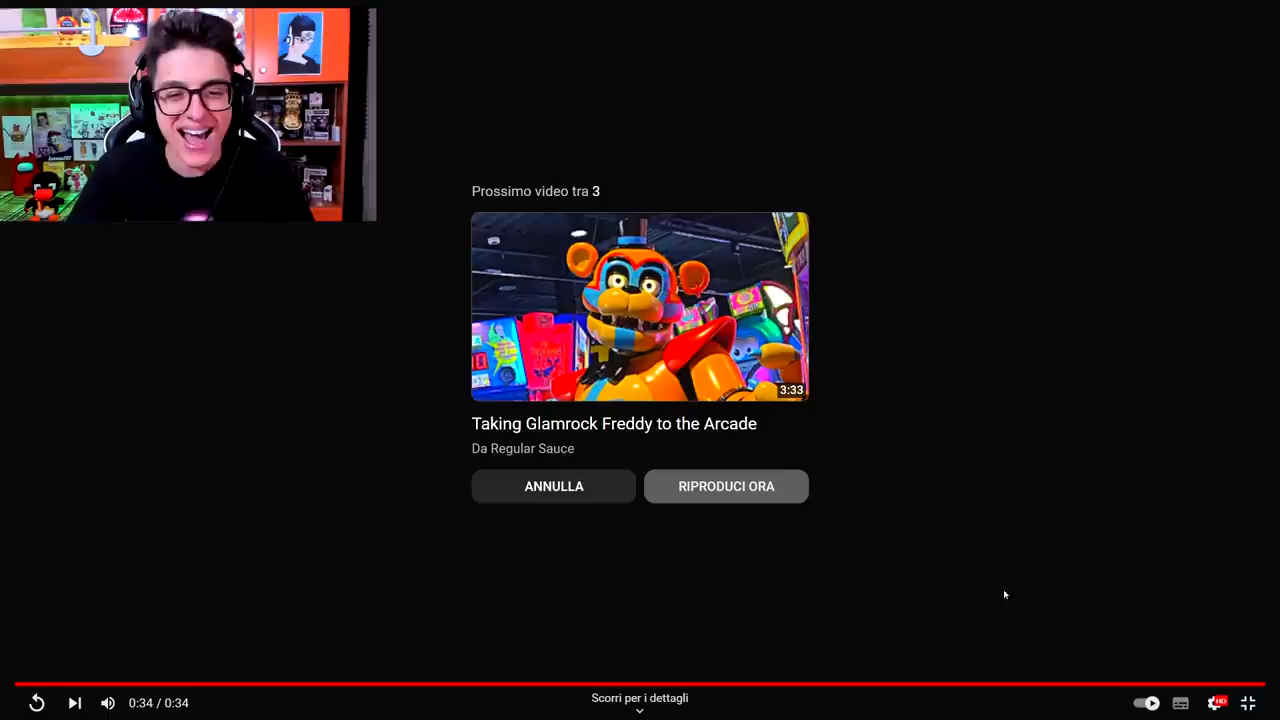 Prossimo video tra 3
3:33
Taking Glamrock Freddy to the Arcade
Da Regular Sauce
ANNULLA
RIPRODUCI ORA
0:34 / 0:34
Scorri per i dettagli
HD